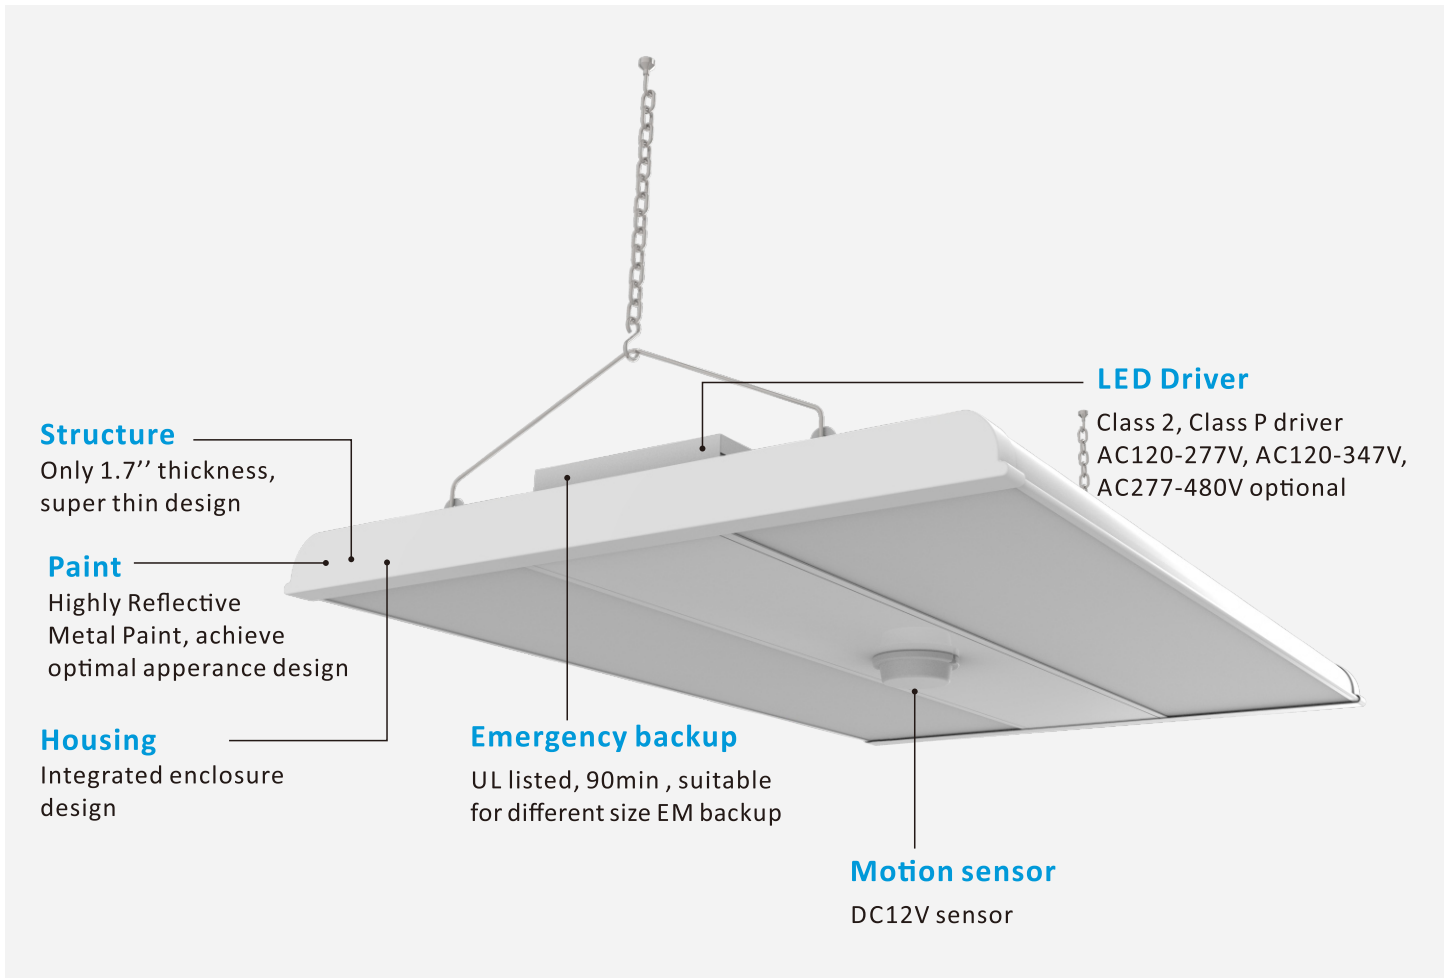 Structure
Only 1.7’’ thickness,
super thin design
Paint
Highly Reflective
Metal Paint, achieve
optimal apperance design
Housing
Integrated enclosure
design
Emergency backup
UL listed, 90min , suitable
for different size EM backup
Motion sensor
DC12V sensor
LED Driver
Class 2, Class P driver
AC120-277V, AC120-347V,
AC277-480V optional